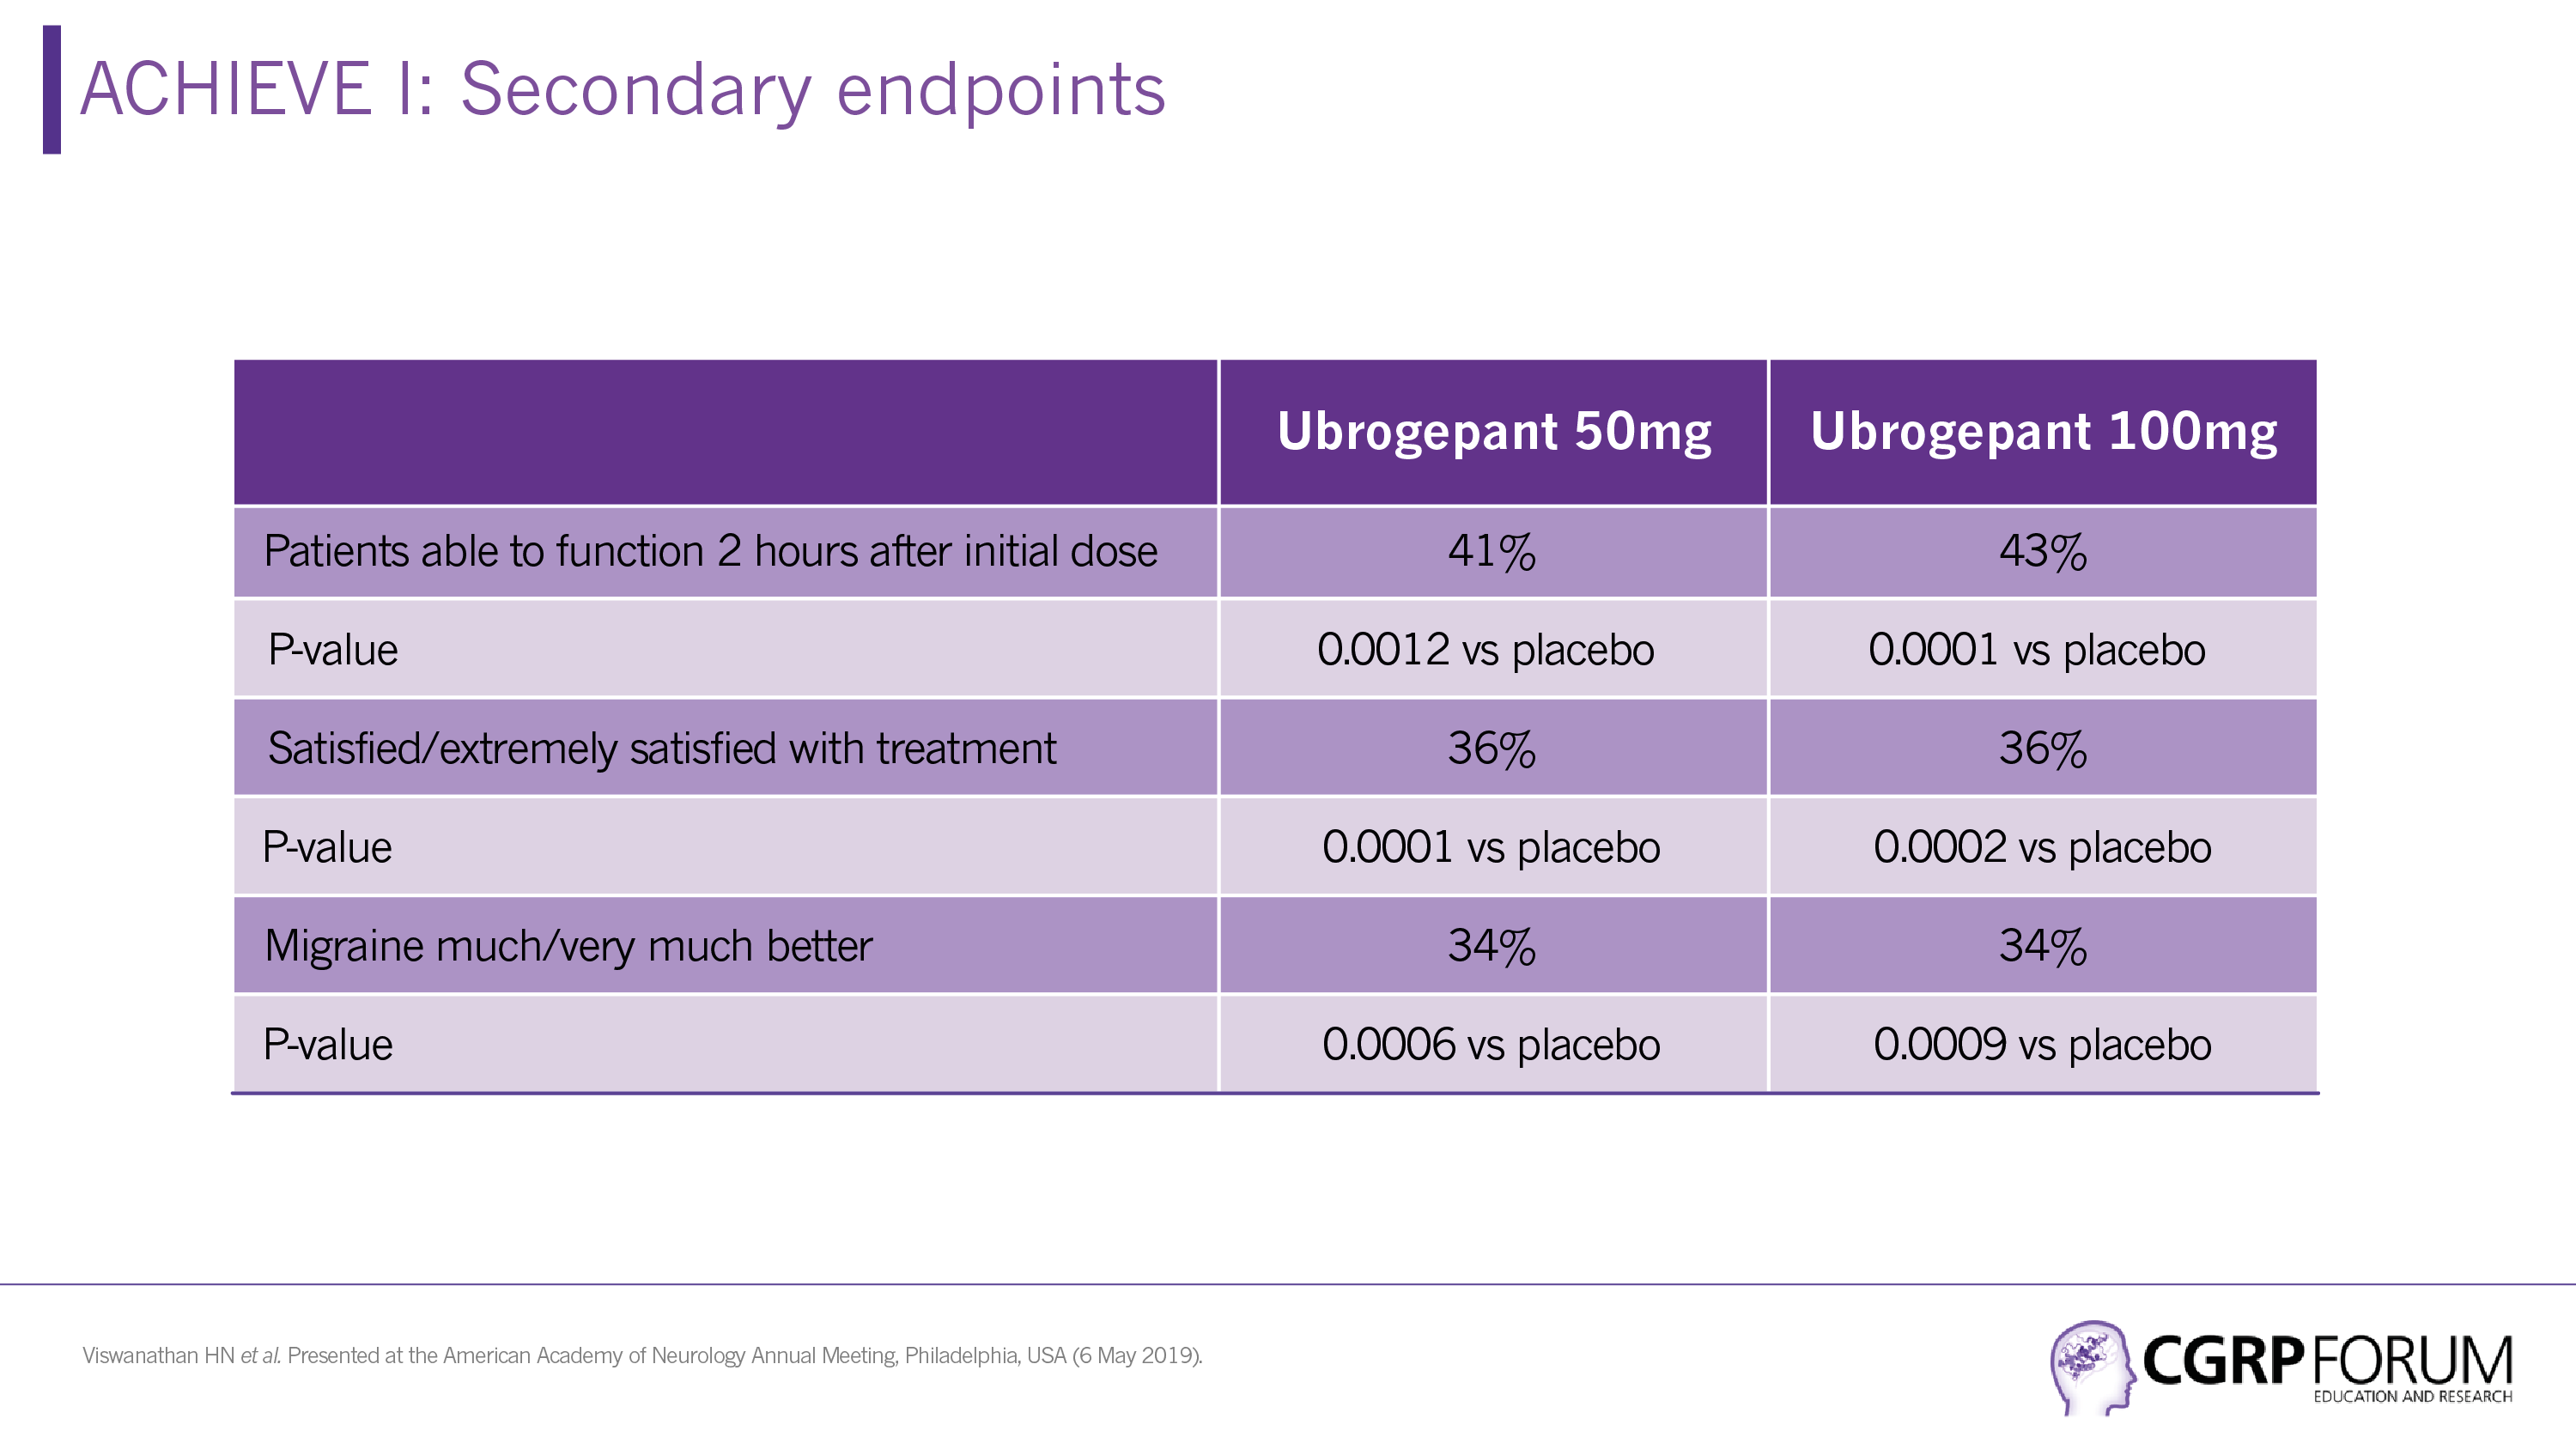 ACHIEVE I: Secondary endpoints
Ubrogepant 50mg Ubrogepant 100mg
Patients able to function 2 hours after initial dose 41% 43%
P-value 0.0012 vs placebo 0.0001 vs placebo
Satisfied/extremely satisfied with treatment 36% 36%
P-value 0.0001 vs placebo 0.0002 vs placebo
Migraine much/very much better 34% 34%
P-value 0.0006 vs placebo 0.0009 vs placebo
Viswanathan HN et al. Presented at the American Academy of Neurology Annual Meeting, Philadelphia, USA (6 May 2019).
CGRP FORUM
EDUCATION AND RESEARCH